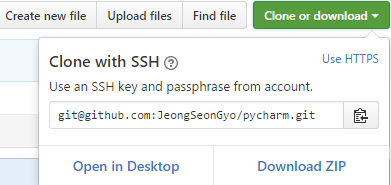 Create new file Upload files Find file Clone or download
Clone with SSH ?
Use HTTPS
Use an SSH key and passphrase from account.
git@github.com:JeongSeonGyo/pycharm.git
Open in Desktop Download ZIP